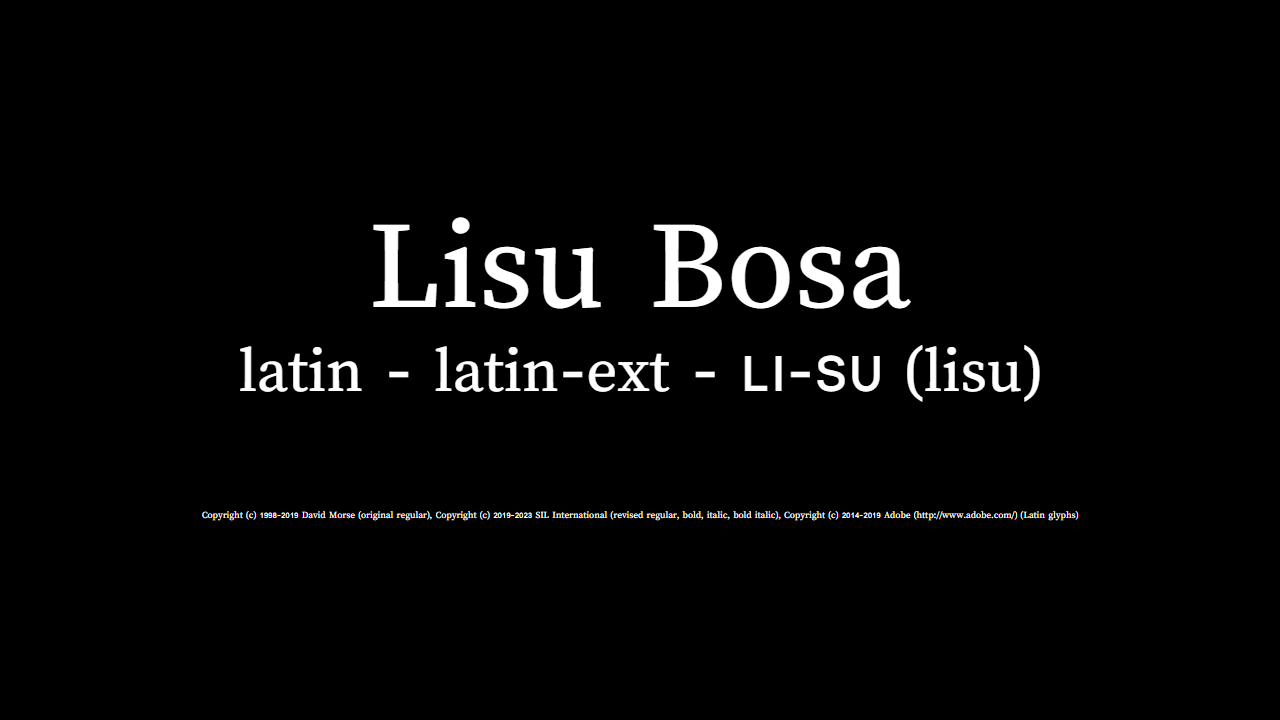 Lisu Bosa
latin - latin-ext - ꓡꓲ-ꓢꓴ (lisu)
Copyright (c) 1998-2019 David Morse (original regular), Copyright (c) 2019-2023 SIL International (revised regular, bold, italic, bold italic), Copyright (c) 2014-2019 Adobe (http://www.adobe.com/) (Latin glyphs)